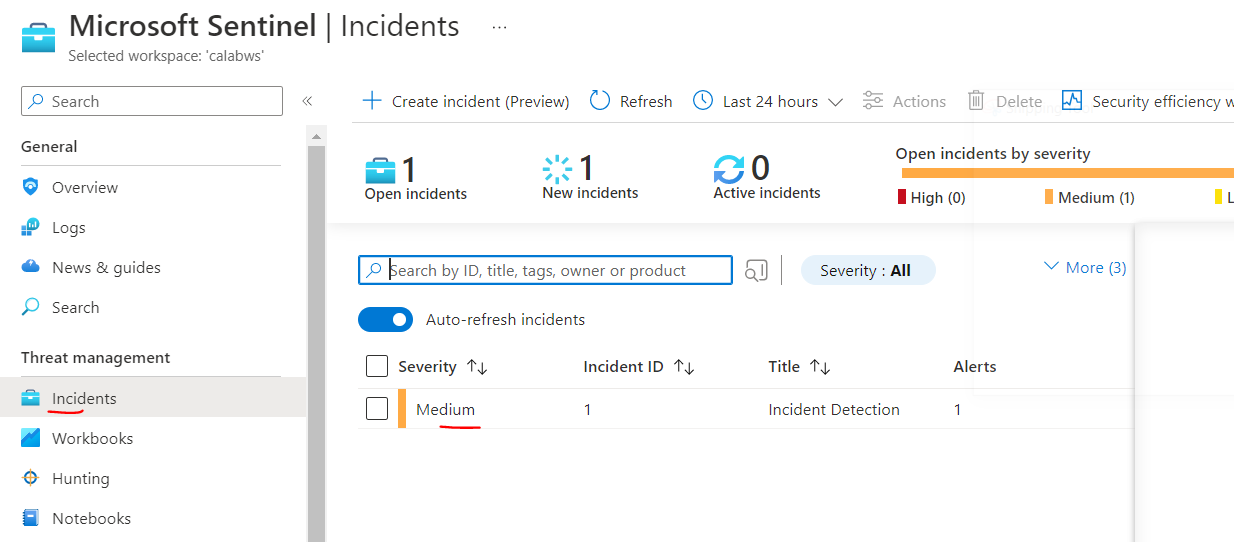 Microsoft Sentinel | Incidents ...
Selected workspace: 'calabws'
Search «
Create incident (Preview) Refresh Last 24 hours Actions Delete Security efficiency w
General
Overview
Logs
News & guides
Search
Threat management
Incidents
Workbooks
Hunting
Notebooks
1
Open incidents
1
New incidents
0
Active incidents
Open incidents by severity
High (0) Medium (1) L
Search by ID, title, tags, owner or product
Severity : All
More (3)
Auto-refresh incidents
Severity Incident ID Title Alerts
Medium 1 Incident Detection 1